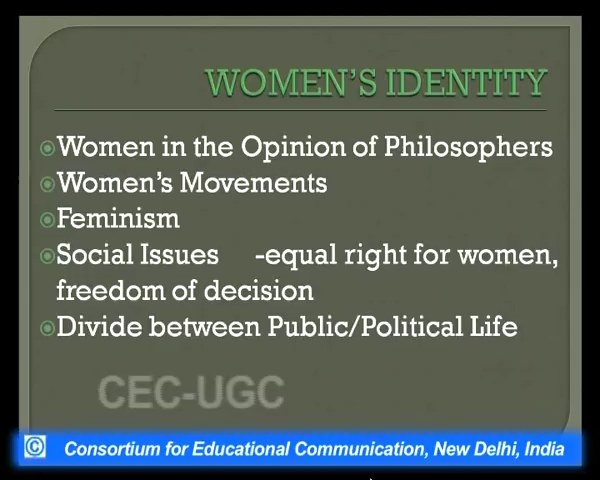 WOMEN'S IDENTITY
Women in the Opinion of Philosophers
Women's Movements
Feminism
Social Issues -equal right for women,
freedom of decision
Divide between Public/Political Life
CEC-UGC
© Consortium for Educational Communication, New Delhi, India